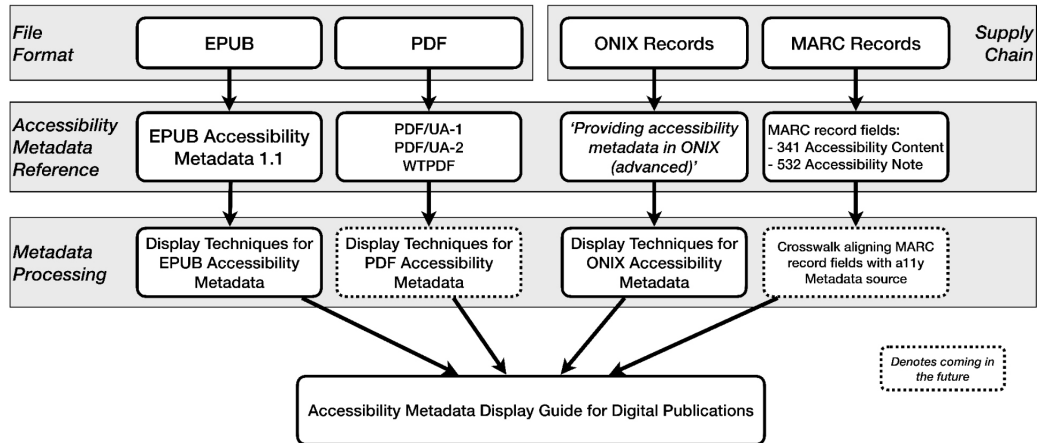 File
Format
EPUB
PDF
ONIX Records
MARC Records
Supply
Chain
Accessibility
Metadata
Reference
EPUB Accessibility
Metadata 1.1
PDF/UA-1
PDF/UA-2
WTPDF
‘Providing accessibility
metadata in ONIX
(advanced)’
MARC record fields:
- 341 Accessibility Content
- 532 Accessibility Note
Metadata
Processing
Display Techniques for
EPUB Accessibility
Metadata
Display Techniques for
PDF Accessibility
Metadata
Display Techniques for
ONIX Accessibility
Metadata
Crosswalk aligning MARC
record fields with a11y
Metadata source
Denotes coming in
the future
Accessibility Metadata Display Guide for Digital Publications